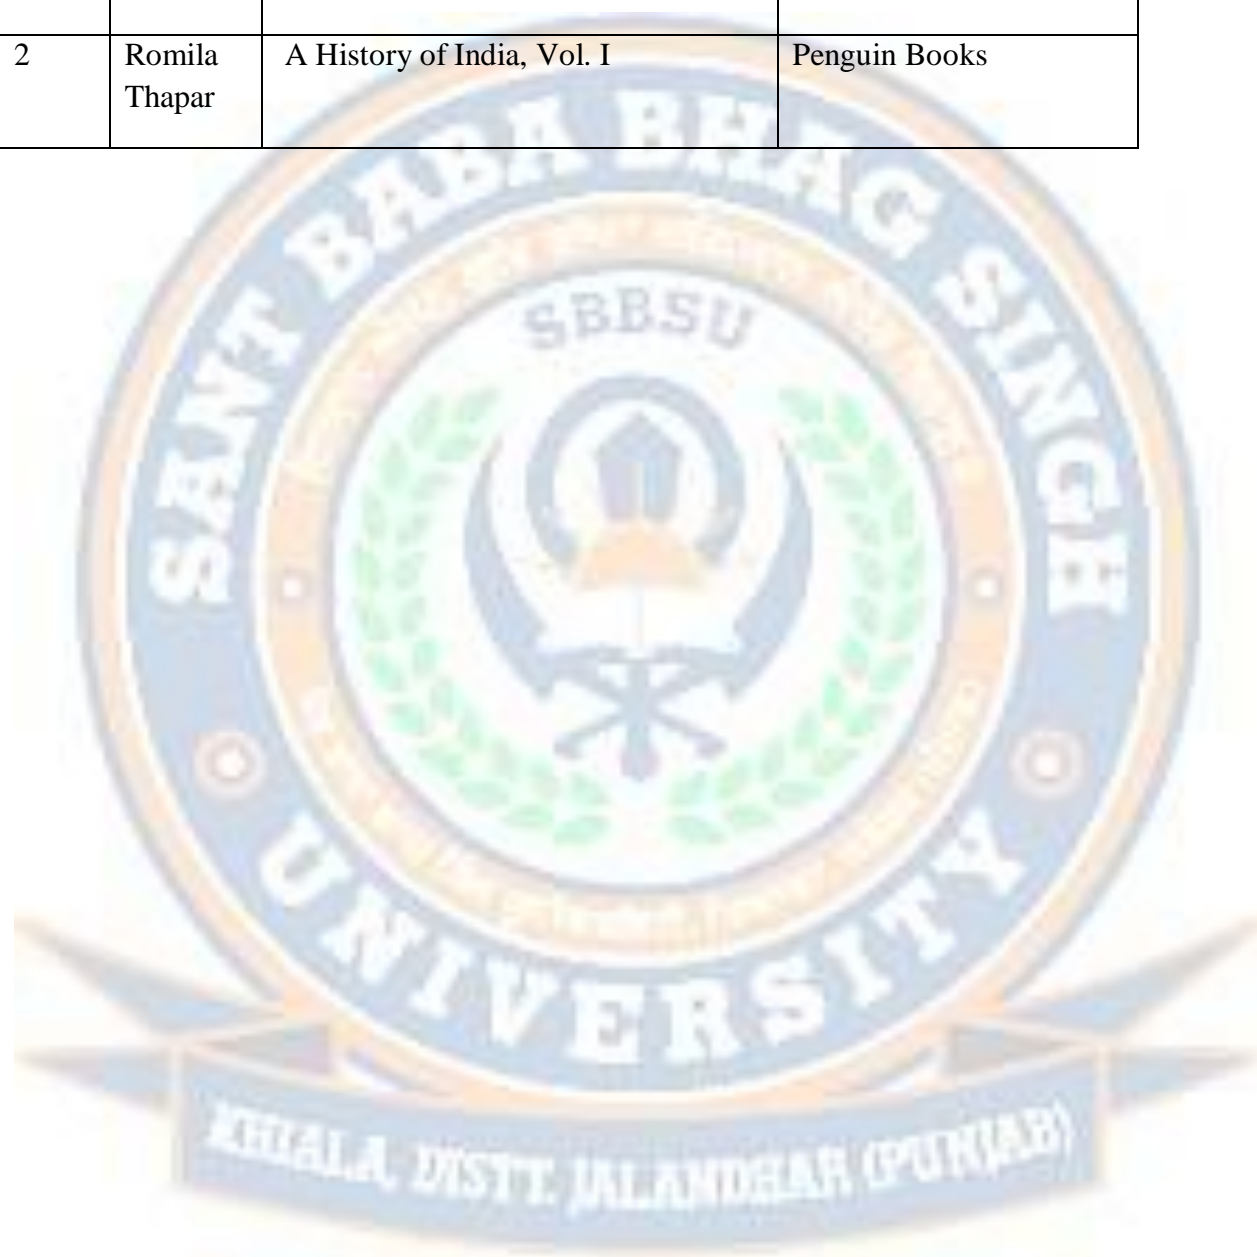 2 Romila A History of India, Vol. I Penguin Books
Thapar
SANT BABA BHAG SINGH
SBBSU
UNIVERSITY
KHIALA, DISTT. JALANDHAR (PUNJAB)